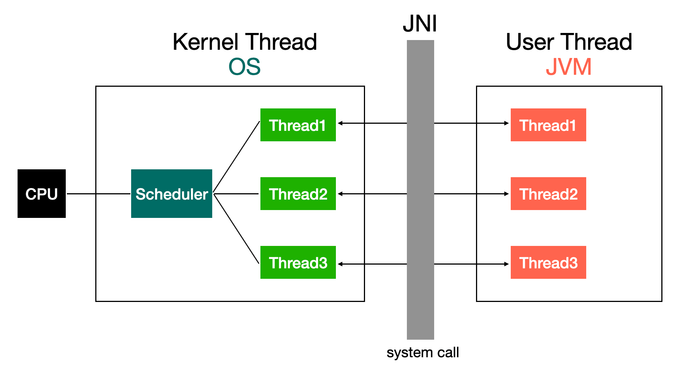 JNI
Kernel Thread
OS
User Thread
JVM
CPU
Scheduler
Thread1
Thread2
Thread3
Thread1
Thread2
Thread3
system call